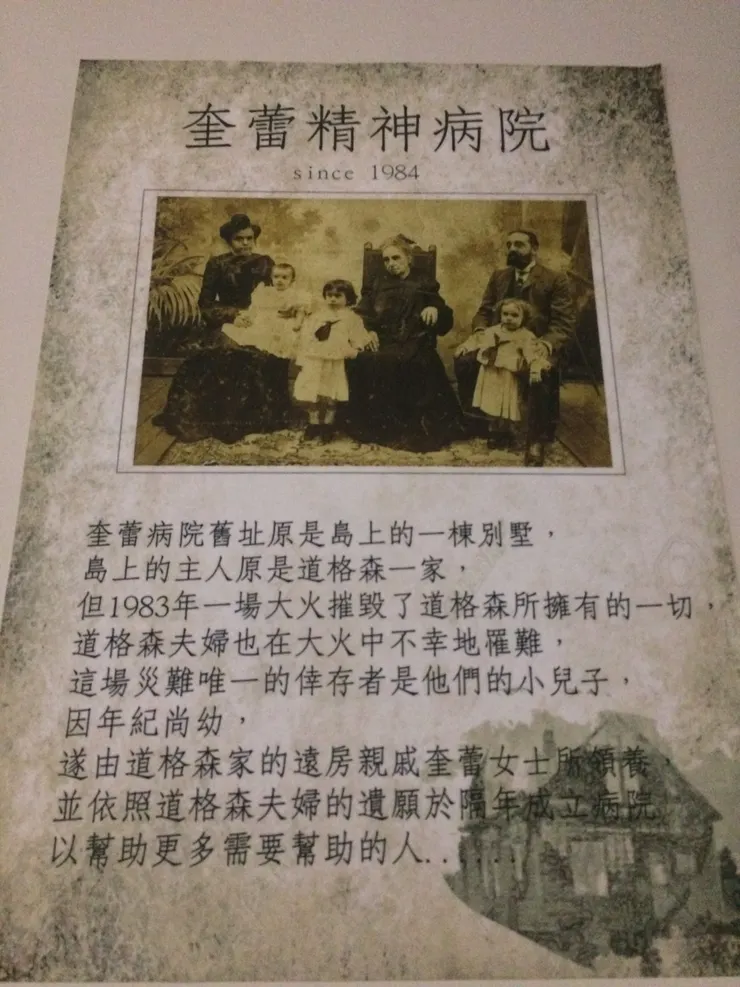 奎蕾精神病院
since 1984
奎蕾病院舊址原是島上的一棟別墅，
島上的主人原是道格森一家，
但1983年一場大火摧毀了道格森所擁有的一切，
道格森夫婦也在大火中不幸地罹難，
這場災難唯一的倖存者是他們的小兒子，
因年紀尚幼，
遂由道格森家的遠房親戚奎蕾女士所領養，
並依照道格森夫婦的遺願於隔年成立病院，
以幫助更多需要幫助的人......